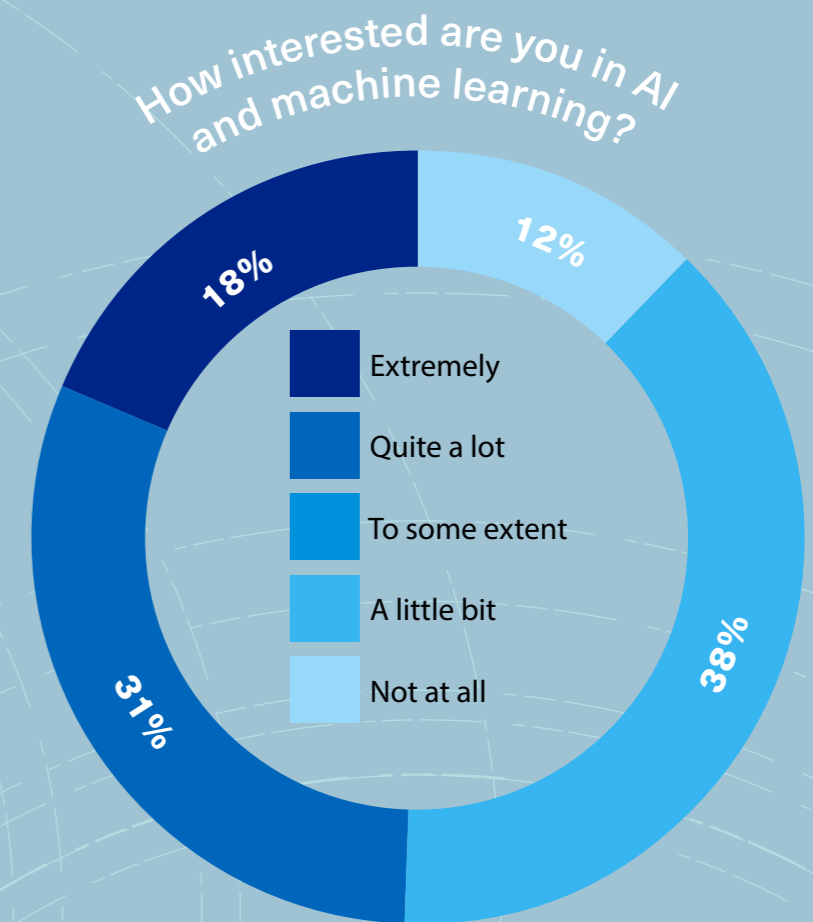 How interested are you in AI
and machine learning?
18%
12%
Extremely
Quite a lot
To some extent
A little bit
Not at all
38%
31%